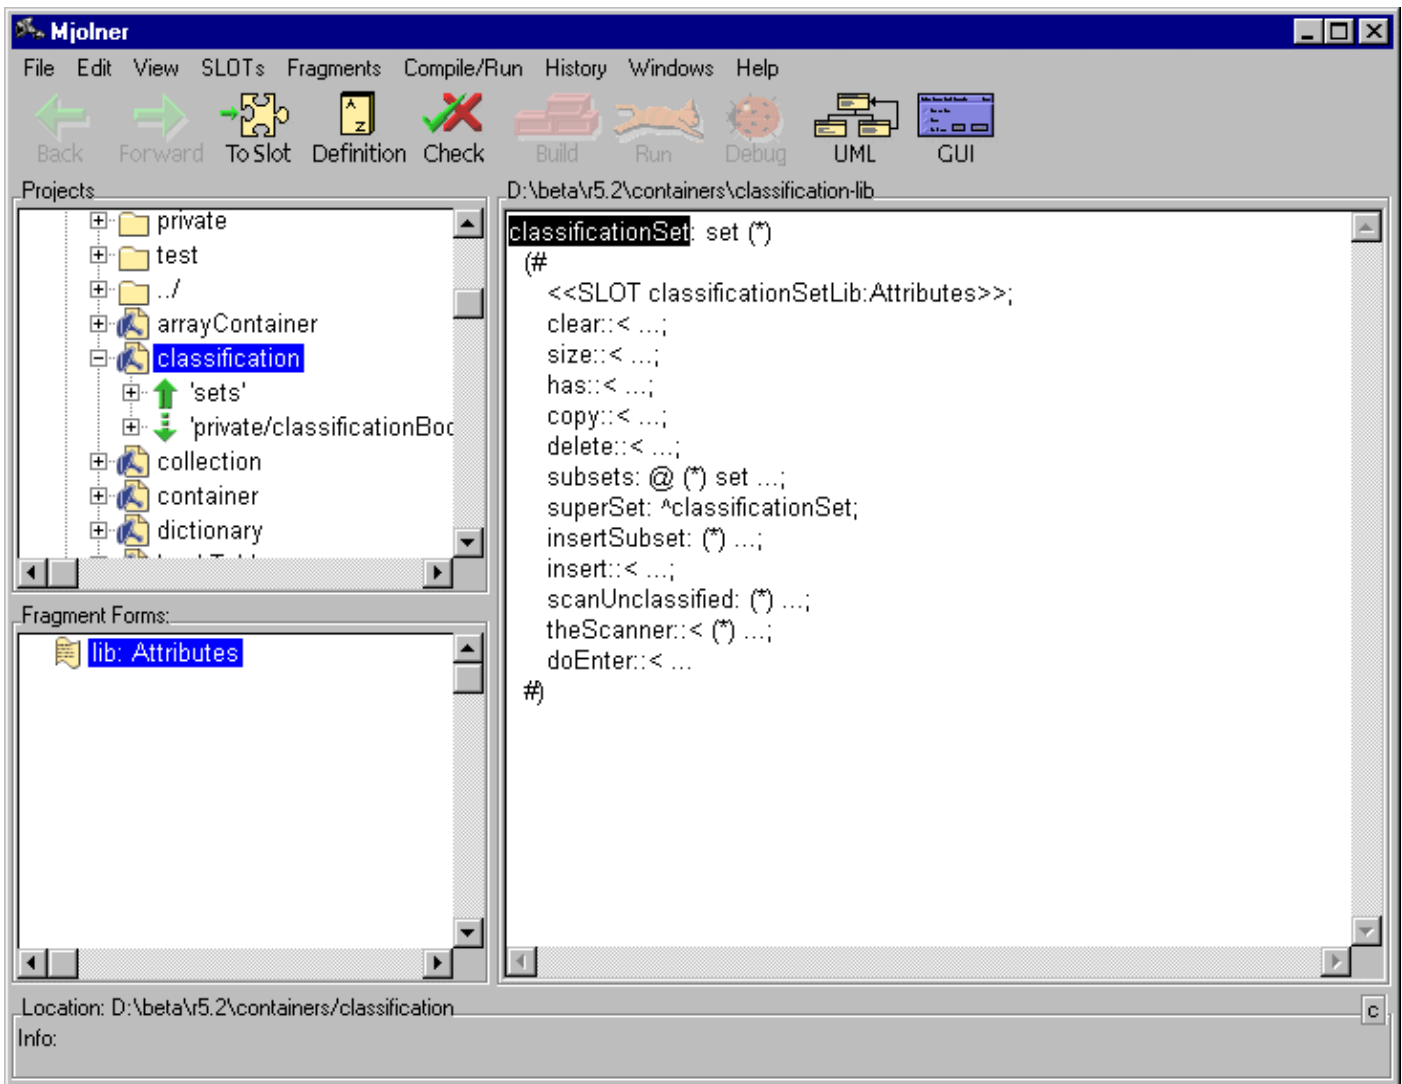 Mjolner
File Edit View SLOTs Fragments Compile/Run History Windows Help
Back Forward To Slot Definition Check Build Run Debug UML GUI
Projects
private
test
../
arrayContainer
classification
'sets'
'private/classificationBoc
collection
container
dictionary
Fragment Forms:
lib: Attributes
D:\beta\r5.2\containers\classification-lib
classificationSet: set (*)
(#
<<SLOT classificationSetLib:Attributes>>;
clear::< ...;
size::< ...;
has::< ...;
copy::< ...;
delete::< ...;
subsets: @ (*) set ...;
superSet: ^classificationSet;
insertSubset: (*) ...;
insert::< ...;
scanUnclassified: (*) ...;
theScanner::< (*) ...;
doEnter::< ...
#)
Location: D:\beta\r5.2\containers/classification
c
Info: